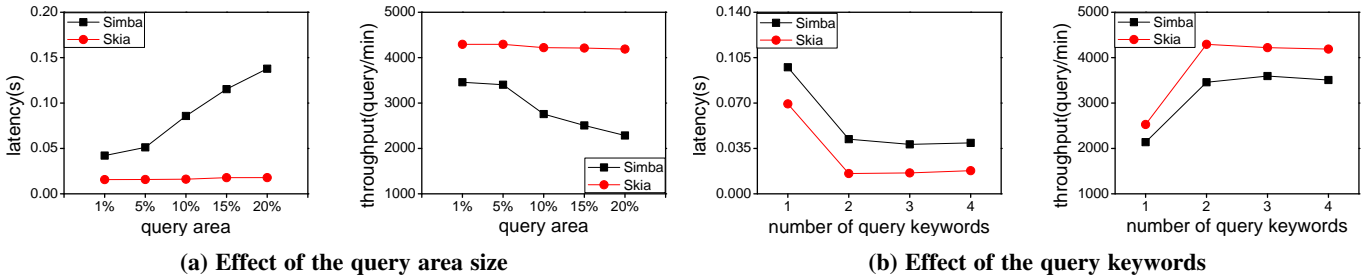 Simba
Skia
latency(s)
0.20
0.15
0.10
0.05
0.00
1% 5% 10% 15% 20%
query area
throughput(query/min)
5000
4000
3000
2000
1000
Simba
Skia
1% 5% 10% 15% 20%
query area
(a) Effect of the query area size
Simba
Skia
latency(s)
0.140
0.105
0.070
0.035
0.000
1 2 3 4
number of query keywords
Simba
Skia
throughput(query/min)
5000
4000
3000
2000
1000
1 2 3 4
number of query keywords
(b) Effect of the query keywords